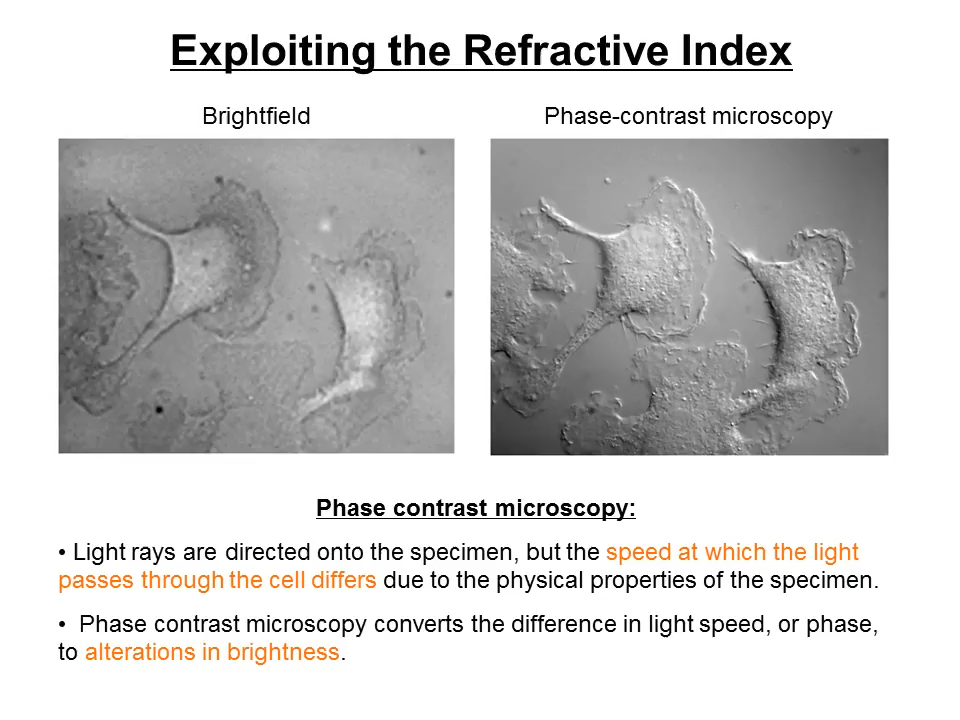 Exploiting the Refractive Index
Brightfield
Phase-contrast microscopy
Phase contrast microscopy:
• Light rays are directed onto the specimen, but the speed at which the light
passes through the cell differs due to the physical properties of the specimen.
• Phase contrast microscopy converts the difference in light speed, or phase,
to alterations in brightness.